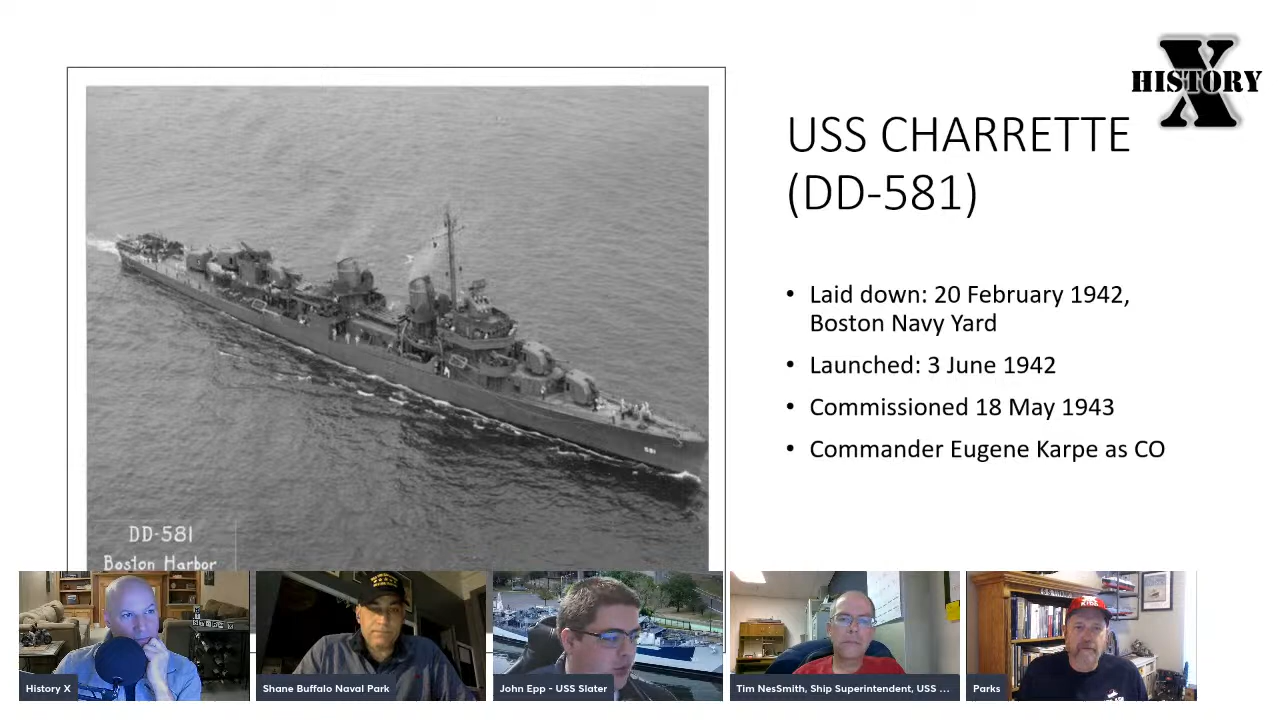 HISTORY
X
USS CHARRETTE
(DD-581)
• Laid down: 20 February 1942,
Boston Navy Yard
• Launched: 3 June 1942
• Commissioned 18 May 1943
• Commander Eugene Karpe as CO
581
DD-581
Boston Harbor
History X
Shane Buffalo Naval Park
John Epp - USS Slater
Tim NesSmith, Ship Superintendent, USS ...
Parks